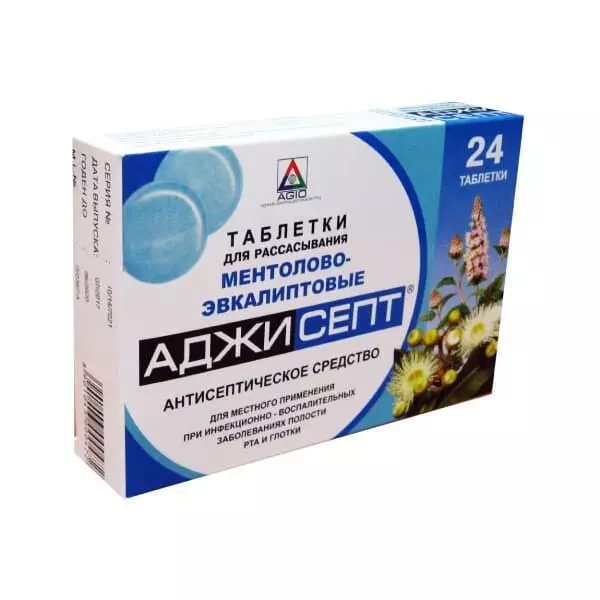 24
ТАБЛЕТКИ
AGIO
ТАБЛЕТКИ
ДЛЯ РАССАСЫВАНИЯ
МЕНТОЛОВО-
ЭВКАЛИПТОВЫЕ
АДЖИСЕПТ®
АНТИСЕПТИЧЕСКОЕ СРЕДСТВО
ДЛЯ МЕСТНОГО ПРИМЕНЕНИЯ
ПРИ ИНФЕКЦИОННО - ВОСПАЛИТЕЛЬНЫХ
ЗАБОЛЕВАНИЯХ ПОЛОСТИ
РТА И ГЛОТКИ
СЕРИЯ №
ДАТА ВЫПУСКА:
ГОДЕН ДО